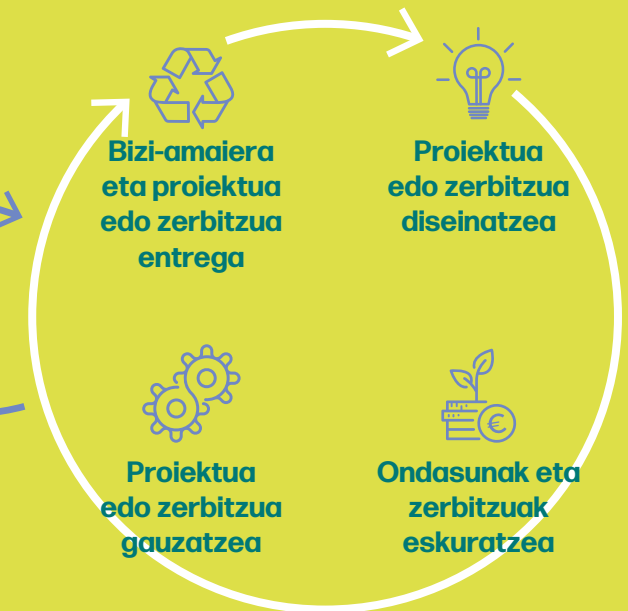 Bizi-amaiera
eta proiektua
edo zerbitzua
entrega
Proiektua
edo zerbitzua
diseinatzea
Proiektua
edo zerbitzua
gauzatzea
€
Ondasunak eta
zerbitzuak
eskuratzea